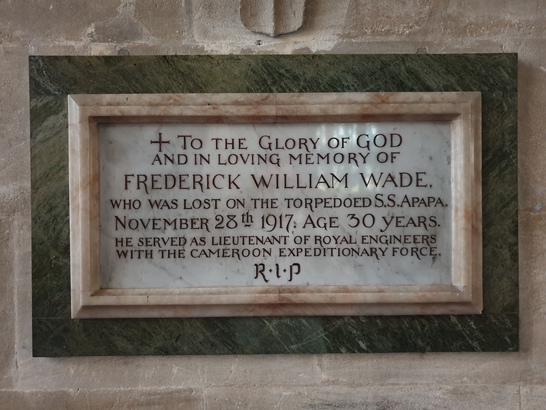 + TO THE GLORY OF GOD
AND IN LOVING MEMORY OF
FREDERICK WILLIAM WADE,
WHO WAS LOST ON THE TORPEDOED S.S. APAPA.
NOVEMBER 28th 1917, AGE 30 YEARS.
HE SERVED AS LIEUTENANT OF ROYAL ENGINEERS
WITH THE CAMEROON EXPEDITIONARY FORCE.
R·I·P